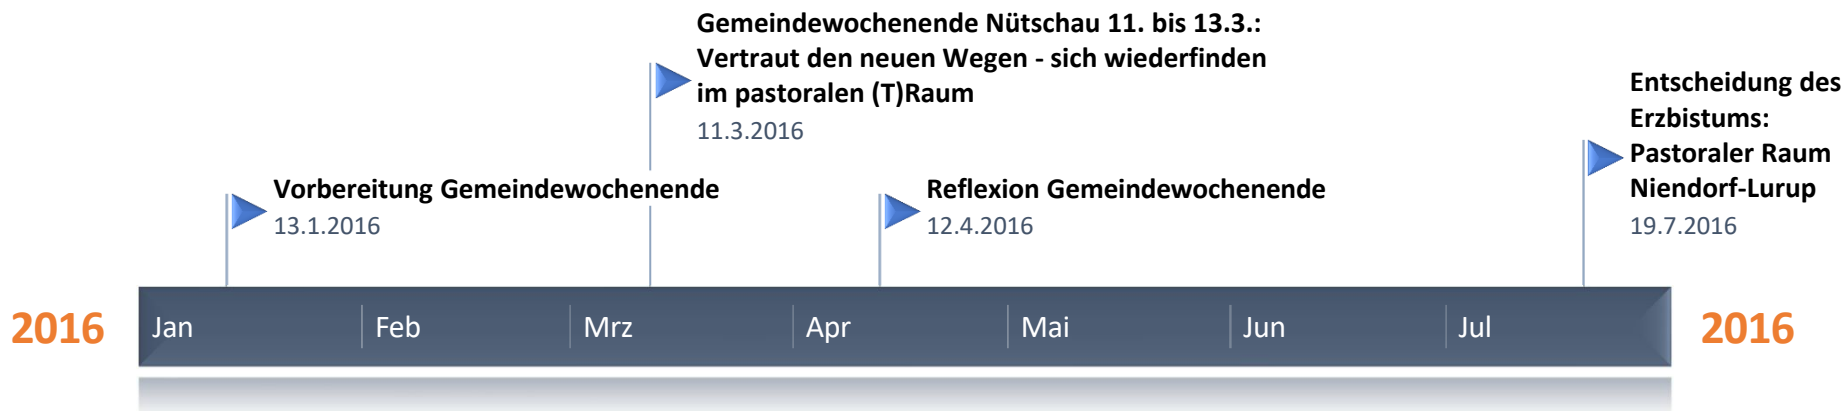 Gemeindewochenende Nütschau 11. bis 13.3.:
Vertraut den neuen Wegen - sich wiederfinden
im pastoralen (T)Raum
11.3.2016
Entscheidung des
Erzbistums:
Pastoraler Raum
Niendorf-Lurup
19.7.2016
Vorbereitung Gemeindewochenende
13.1.2016
Reflexion Gemeindewochenende
12.4.2016
2016
Jan
Feb
Mrz
Apr
Mai
Jun
Jul
2016